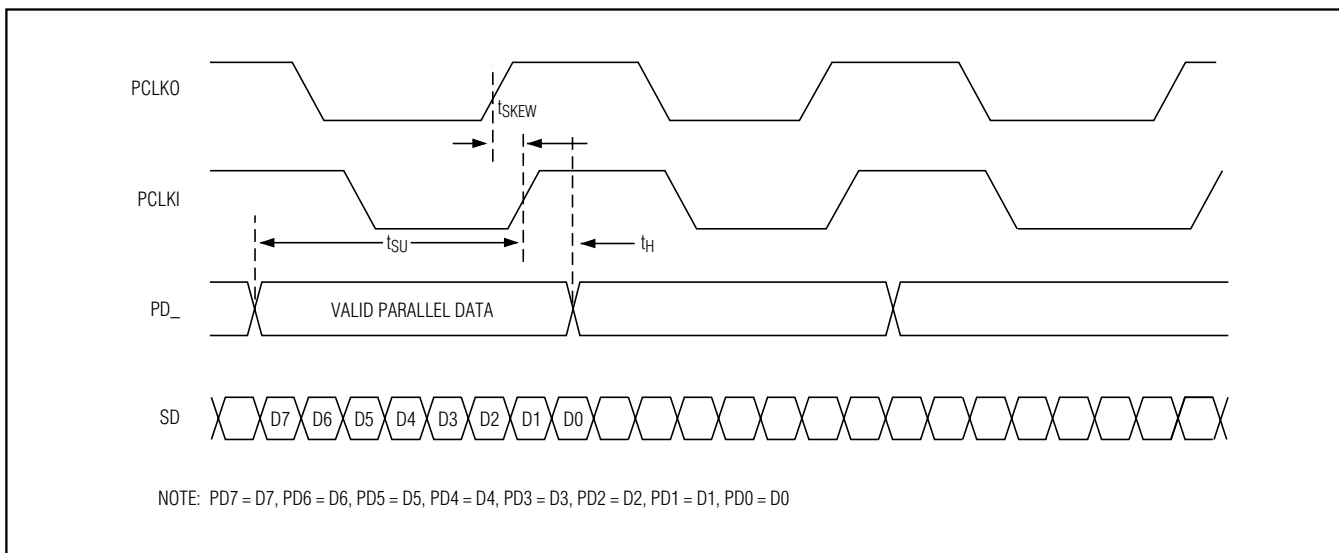 PCLKO
tSKEW
PCLKI
tSU
tH
PD_
VALID PARALLEL DATA
SD
D7 D6 D5 D4 D3 D2 D1 D0
NOTE: PD7 = D7, PD6 = D6, PD5 = D5, PD4 = D4, PD3 = D3, PD2 = D2, PD1 = D1, PD0 = D0